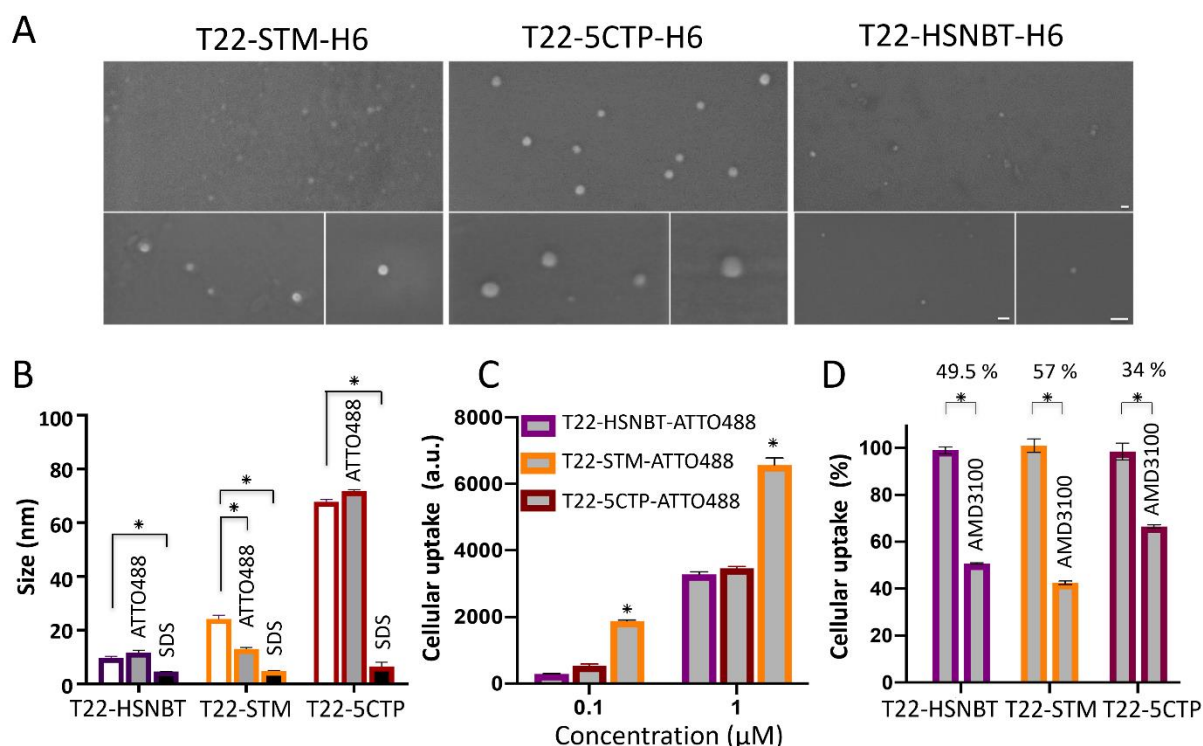 A
T22-STM-H6
T22-5CTP-H6
T22-HSNBT-H6
B
Size (nm)
100
80
60
40
20
0
ATTO488
SDS
*
ATTO488
SDS
*
*
ATTO488
SDS
*
T22-HSNBT
T22-STM
T22-5CTP
C
Cellular uptake (a.u.)
8000
6000
4000
2000
0
T22-HSNBT-ATTO488
T22-STM-ATTO488
T22-5CTP-ATTO488
*
*
0.1
1
Concentration (µM)
D
49.5 %
57 %
34 %
*
*
*
Cellular uptake (%)
100
80
60
40
20
0
AMD3100
AMD3100
AMD3100
T22-HSNBT
T22-STM
T22-5CTP